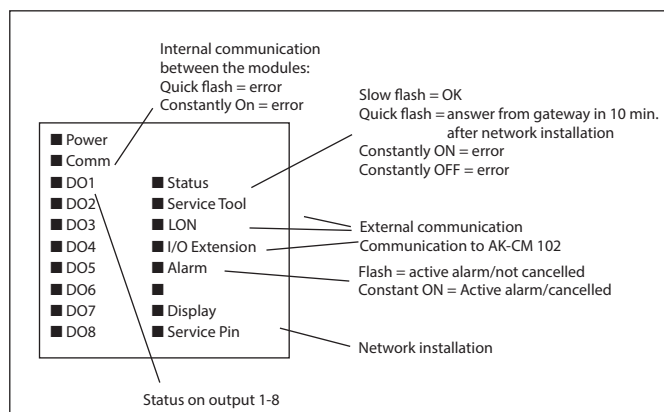 Internal communication
between the modules:
Quick flash = error
Constantly On = error
Slow flash = OK
Quick flash = answer from gateway in 10 min.
after network installation
Constantly ON = error
Constantly OFF = error
■ Power
■ Comm
■ DO1 ■ Status
■ DO2 ■ Service Tool
■ DO3 ■ LON
■ DO4 ■ I/O Extension
■ DO5 ■ Alarm
■ DO6 ■
■ DO7 ■ Display
■ DO8 ■ Service Pin
External communication
Communication to AK-CM 102
Flash = active alarm/not cancelled
Constant ON = Active alarm/cancelled
Network installation
Status on output 1-8